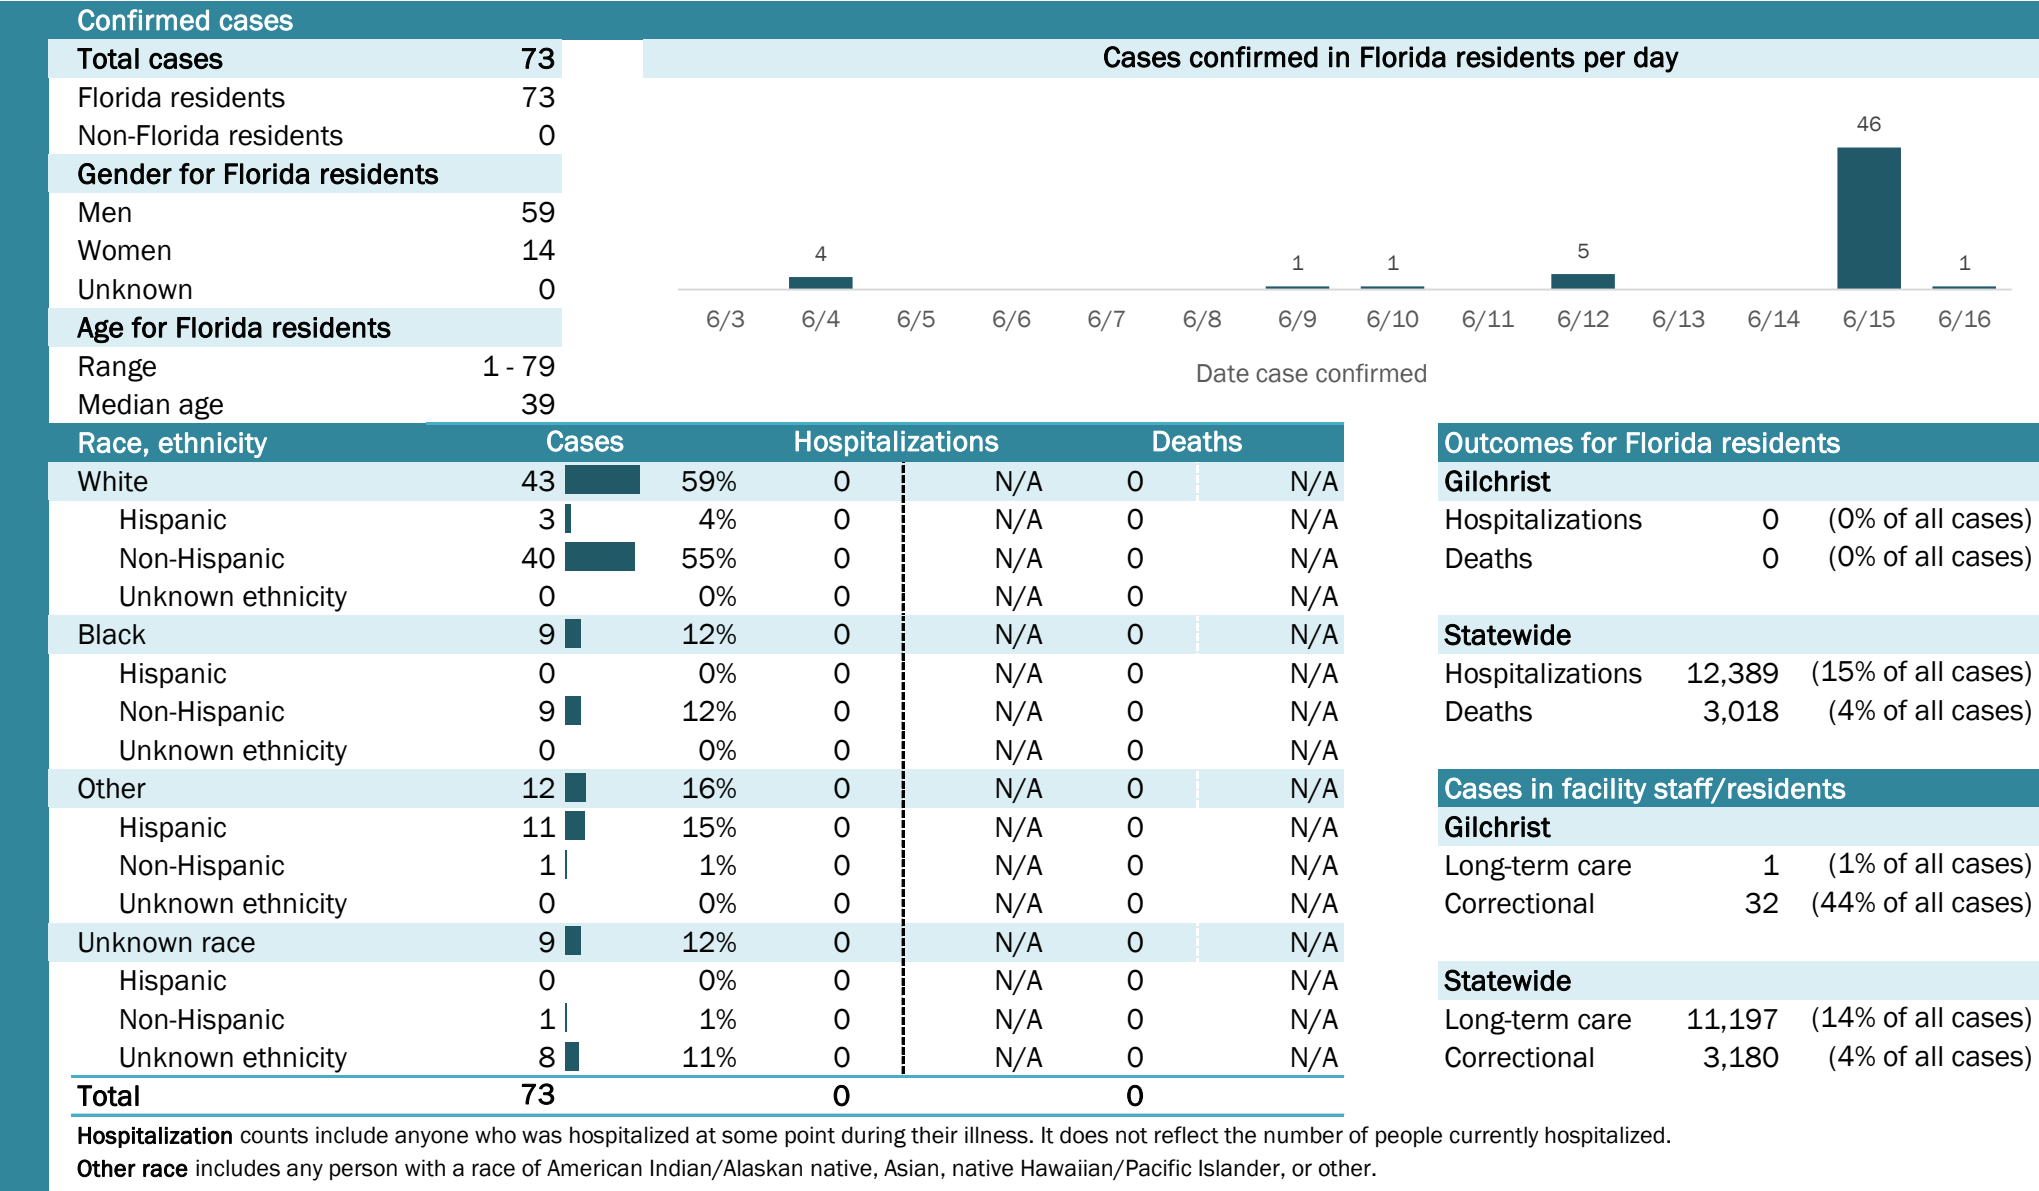 Confirmed cases
Total cases 73
Florida residents 73
Non-Florida residents 0
Gender for Florida residents
Men 59
Women 14
Unknown 0
Age for Florida residents
Range 1 - 79
Median age 39
Cases confirmed in Florida residents per day
4 1 1 5 46 1
6/3 6/4 6/5 6/6 6/7 6/8 6/9 6/10 6/11 6/12 6/13 6/14 6/15 6/16
Date case confirmed
Race, ethnicity Cases Hospitalizations Deaths
White 43 59% 0 N/A 0 N/A
Hispanic 3 4% 0 N/A 0 N/A
Non-Hispanic 40 55% 0 N/A 0 N/A
Unknown ethnicity 0 0% 0 N/A 0 N/A
Black 9 12% 0 N/A 0 N/A
Hispanic 0 0% 0 N/A 0 N/A
Non-Hispanic 9 12% 0 N/A 0 N/A
Unknown ethnicity 0 0% 0 N/A 0 N/A
Other 12 16% 0 N/A 0 N/A
Hispanic 11 15% 0 N/A 0 N/A
Non-Hispanic 1 1% 0 N/A 0 N/A
Unknown ethnicity 0 0% 0 N/A 0 N/A
Unknown race 9 12% 0 N/A 0 N/A
Hispanic 0 0% 0 N/A 0 N/A
Non-Hispanic 1 1% 0 N/A 0 N/A
Unknown ethnicity 8 11% 0 N/A 0 N/A
Total 73 0 0
Outcomes for Florida residents
Gilchrist
Hospitalizations 0 (0% of all cases)
Deaths 0 (0% of all cases)
Statewide
Hospitalizations 12,389 (15% of all cases)
Deaths 3,018 (4% of all cases)
Cases in facility staff/residents
Gilchrist
Long-term care 1 (1% of all cases)
Correctional 32 (44% of all cases)
Statewide
Long-term care 11,197 (14% of all cases)
Correctional 3,180 (4% of all cases)
Hospitalization counts include anyone who was hospitalized at some point during their illness. It does not reflect the number of people currently hospitalized.
Other race includes any person with a race of American Indian/Alaskan native, Asian, native Hawaiian/Pacific Islander, or other.